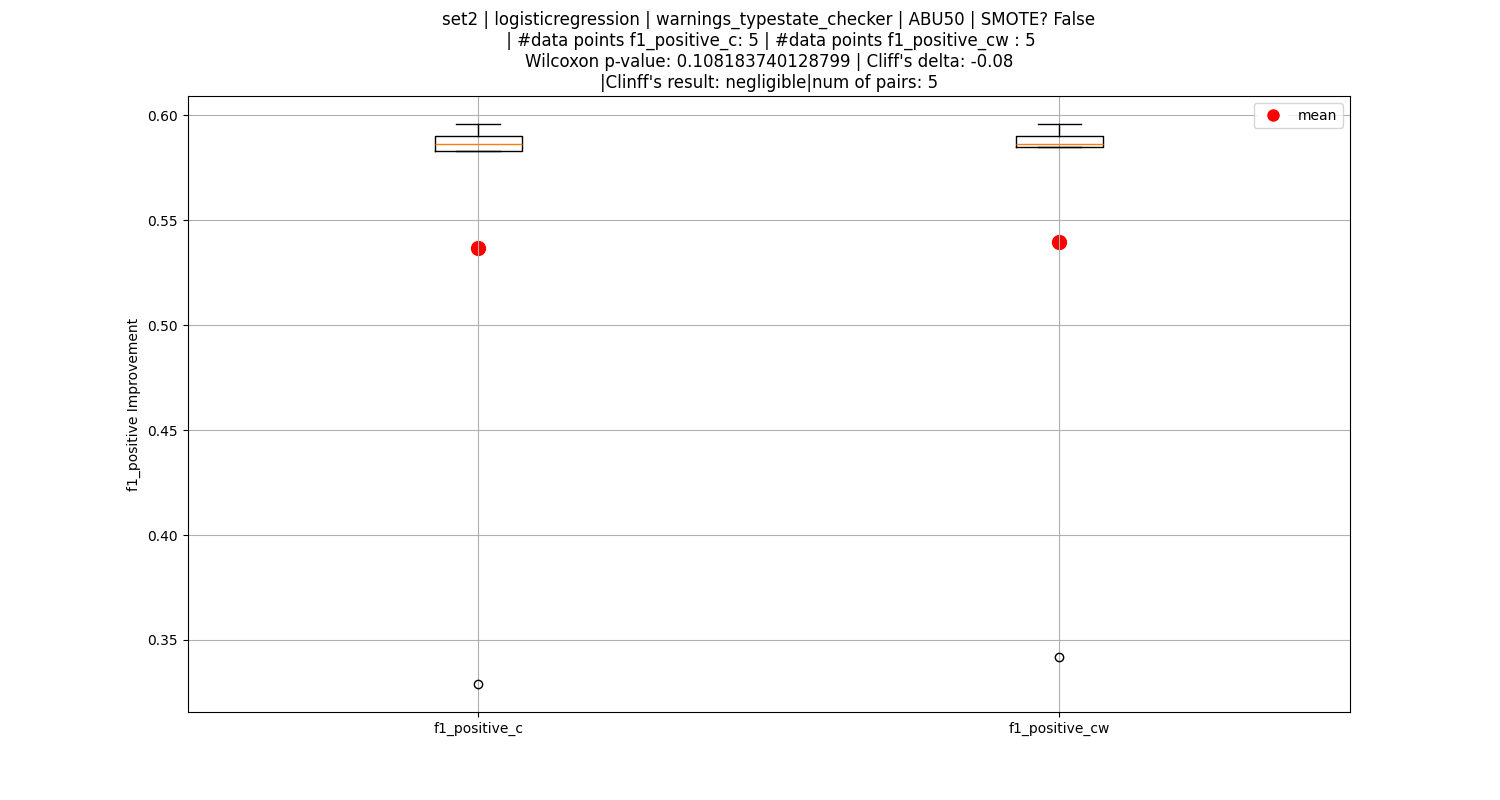 set2 | logisticregression | warnings_typestate_checker | ABU50 | SMOTE? False
| #data points f1_positive_c: 5 | #data points f1_positive_cw : 5
Wilcoxon p-value: 0.108183740128799 | Cliff's delta: -0.08
|Clinff's result: negligible|num of pairs: 5
mean
f1_positive Improvement
0.60
0.55
0.50
0.45
0.40
0.35
f1_positive_c
f1_positive_cw